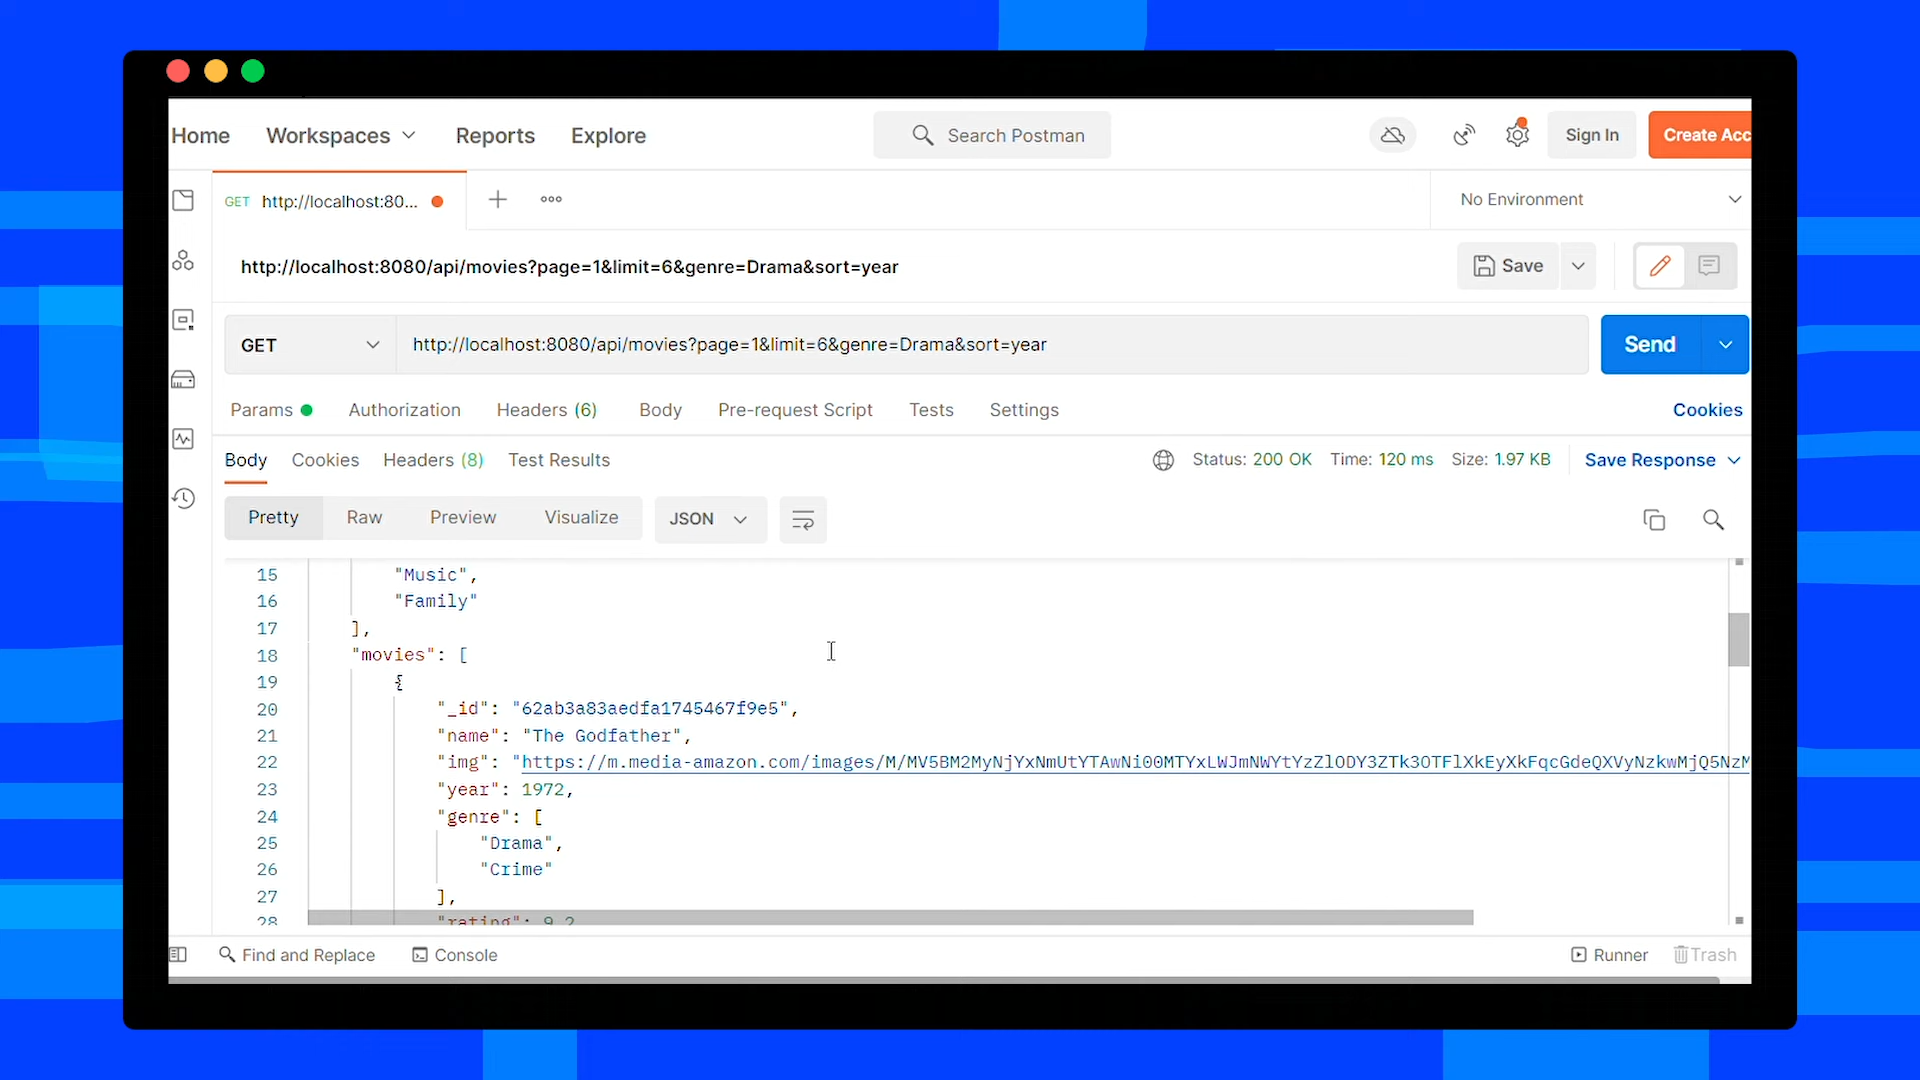 Home Workspaces Reports Explore Search Postman Sign In Create Acc
GET http://localhost:80... No Environment
http://localhost:8080/api/movies?page=1&limit=6&genre=Drama&sort=year Save
GET http://localhost:8080/api/movies?page=1&limit=6&genre=Drama&sort=year Send
Params Authorization Headers (6) Body Pre-request Script Tests Settings Cookies
Body Cookies Headers (8) Test Results Status: 200 OK Time: 120 ms Size: 1.97 KB Save Response
Pretty Raw Preview Visualize JSON
15 "Music",
16 "Family"
17 ],
18 "movies": [
19 {
20 "_id": "62ab3a83aedfa1745467f9e5",
21 "name": "The Godfather",
22 "img": "https://m.media-amazon.com/images/M/MV5BM2MyNjYxNmUtYTAwNi00MTYxLWJmNWYtYzZlODY3ZTk3OTFlXkEyXkFqcGdeQXVyNzkwMjQ5NzM
23 "year": 1972,
24 "genre": [
25 "Drama",
26 "Crime"
27 ],
28 "rating": 9.2
Find and Replace Console Runner Trash